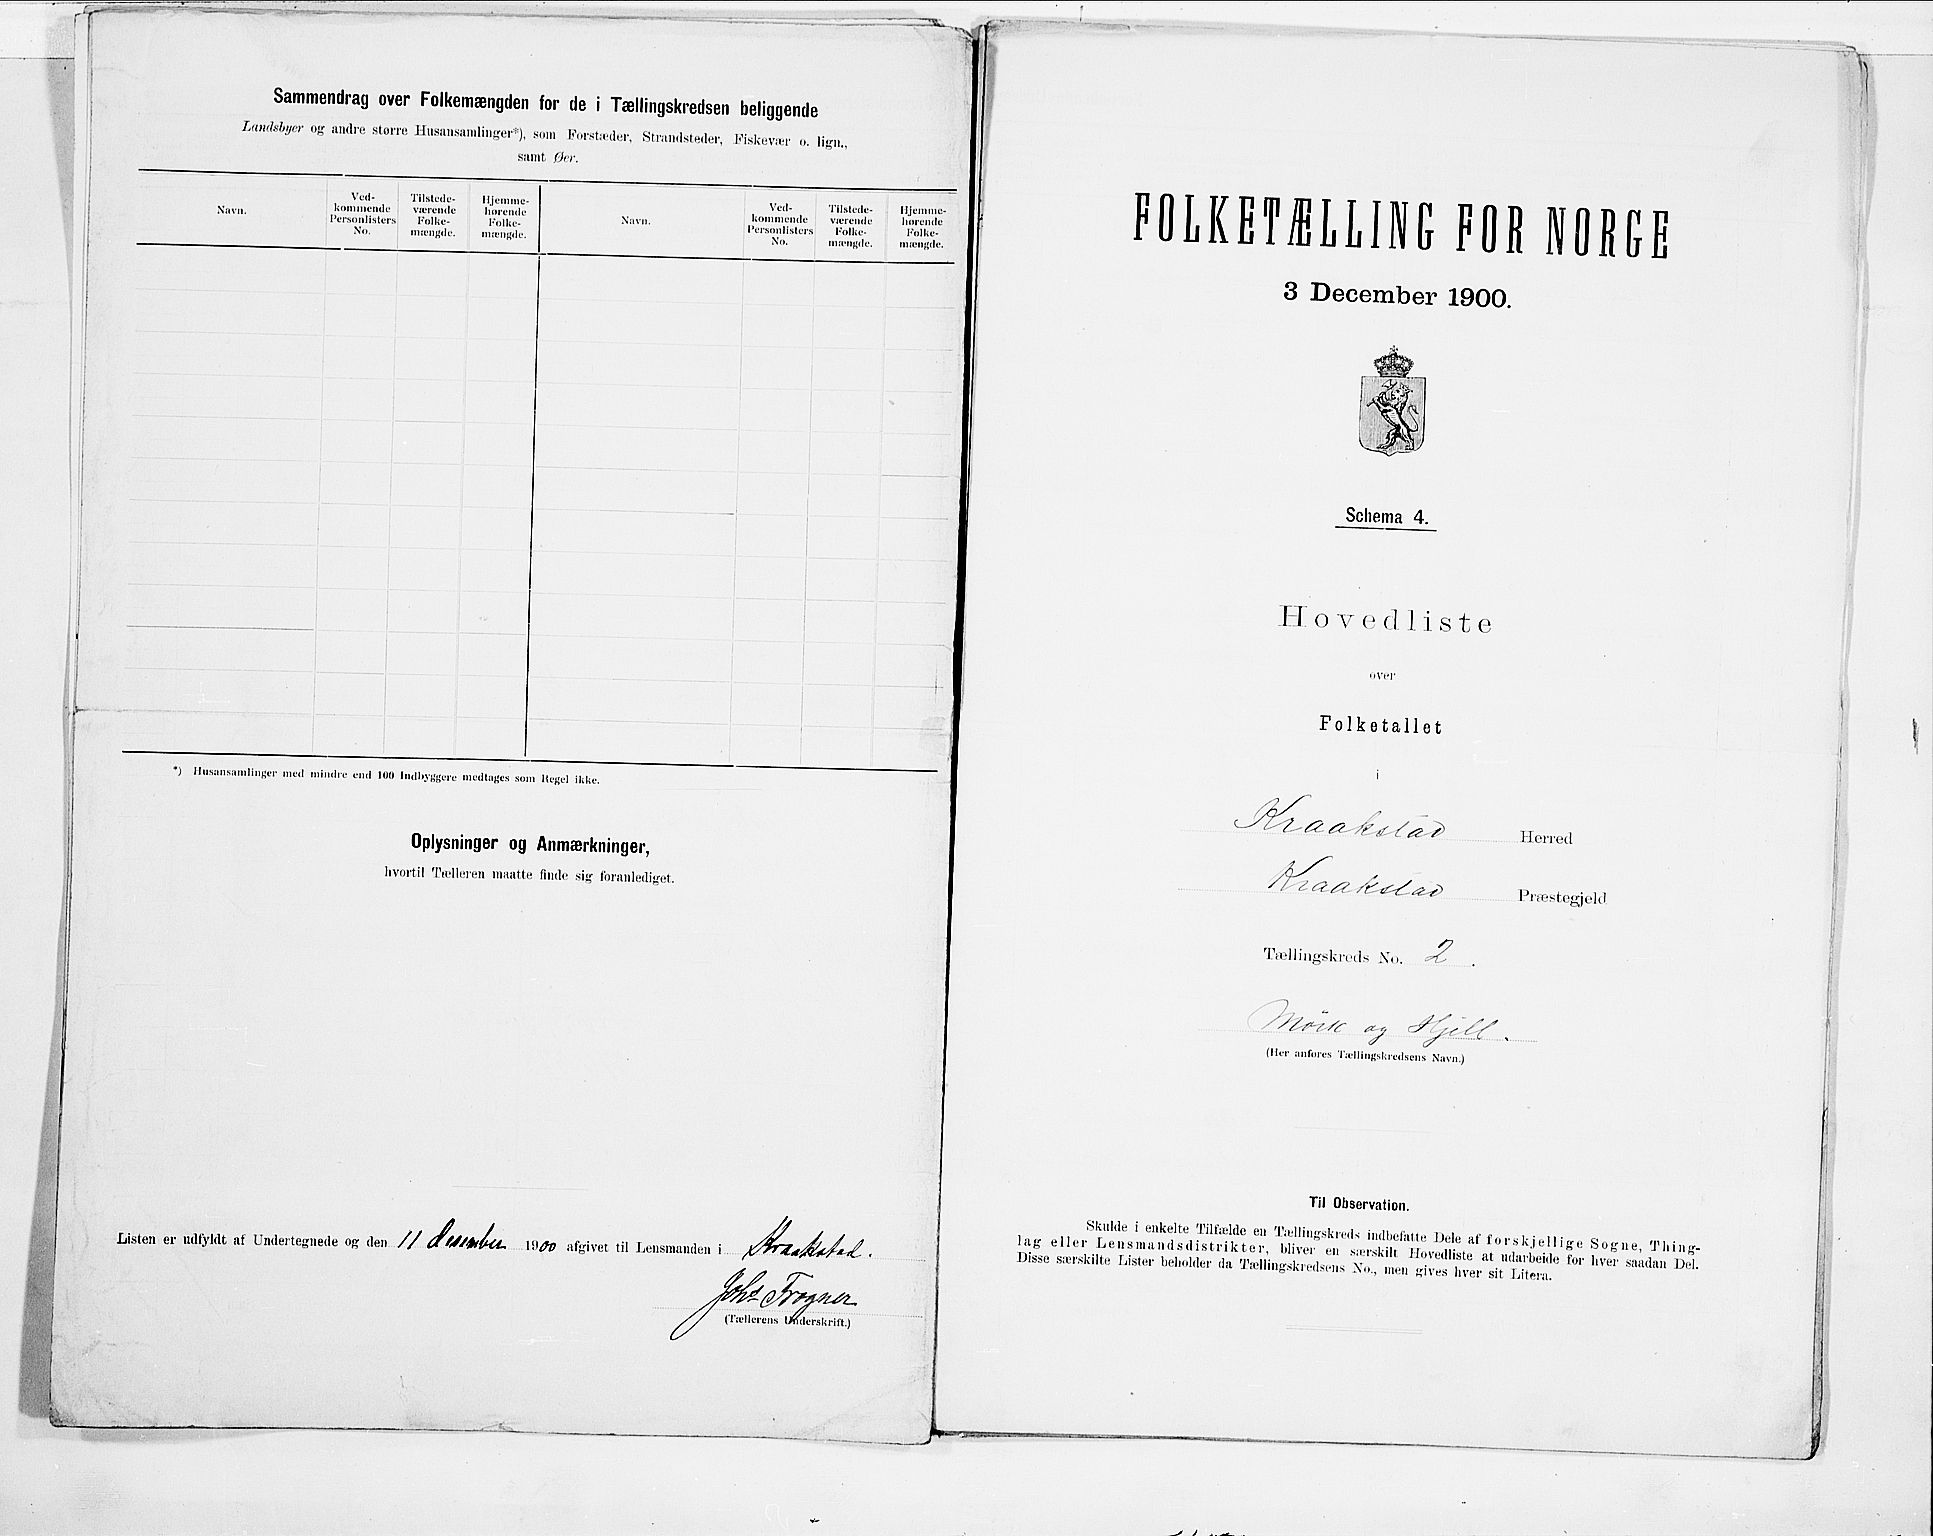 Sammendrag over Folkemængden for de i Tællingskredsen beliggende
Landsbyer og andre større Husansamlinger*), som Forstæder, Strandsteder, Fiskevær o. lign.,
samt Øer.
Navn.
Ved-
kommende
Personlisters
No.
Tilstede-
værende
Folke-
mængde.
Hjemme-
hørende
Folke-
mængde.
Navn.
Ved-
kommende
Personlisters
No.
Tilstede-
værende
Folke-
mængde.
Hjemme-
hørende
Folke-
mængde.
*) Husansamlinger med mindre end 100 Indbyggere medtages som Regel ikke.
Oplysninger og Anmærkninger,
hvortil Tælleren maatte finde sig foranlediget.
Listen er udfyldt af Undertegnede og den 11 desember 1900 afgivet til Lensmanden i Kraakstad.
Johs Frogner
(Tællerens Underskrift.)
FOLKETÆLLING FOR NORGE
3 December 1900.
Schema 4.
Hovedliste
over
Folketallet
i
Kraakstad Herred
Kraakstad Præstegjeld
Tællingskreds No. 2.
Mörk og Hjell.
(Her anføres Tællingskredsens Navn.)
Til Observation.
Skulde i enkelte Tilfælde en Tællingskreds indbefatte Dele af forskjellige Sogne, Thing-
lag eller Lensmandsdistrikter, bliver en særskilt Hovedliste at udarbeide for hver saadan Del.
Disse særskilte Lister beholder da Tællingskredsens No., men gives hver sit Litera.